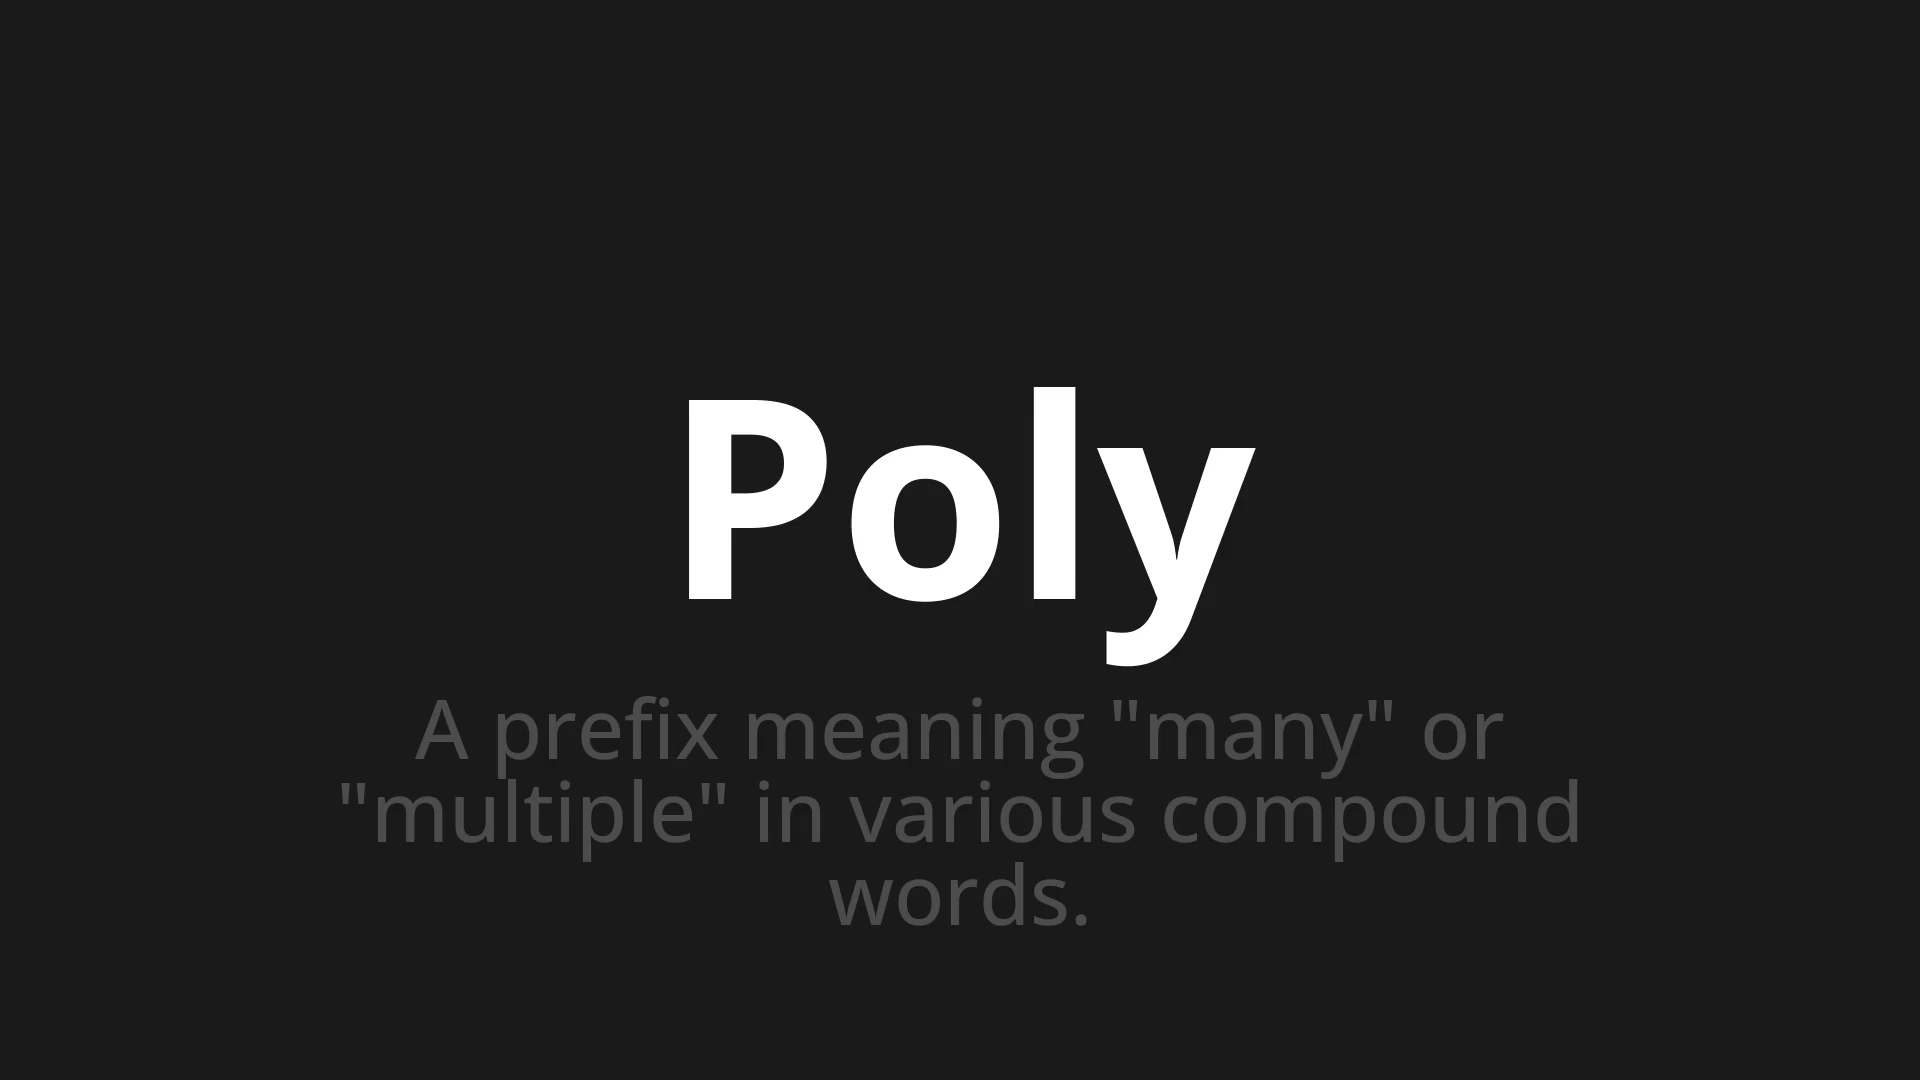 Poly
A prefix meaning "many" or
"multiple" in various compound
words.